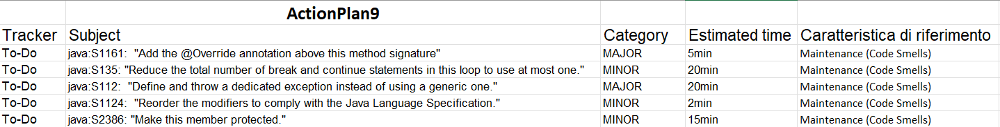 ActionPlan9
Tracker Subject Category Estimated time Caratteristica di riferimento
To-Do java:S1161:  "Add the @Override annotation above this method signature" MAJOR 5min Maintenance (Code Smells)
To-Do java:S135: "Reduce the total number of break and continue statements in this loop to use at most one." MINOR 20min Maintenance (Code Smells)
To-Do java:S112:  "Define and throw a dedicated exception instead of using a generic one." MAJOR 20min Maintenance (Code Smells)
To-Do java:S1124:  "Reorder the modifiers to comply with the Java Language Specification." MINOR 2min Maintenance (Code Smells)
To-Do java:S2386: "Make this member protected." MINOR 15min Maintenance (Code Smells)